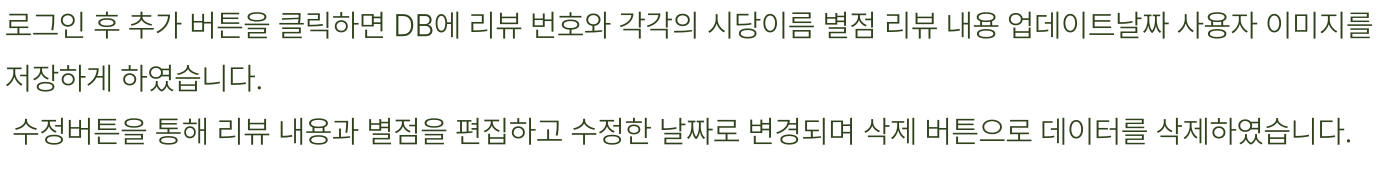 로그인 후 추가 버튼을 클릭하면 DB에 리뷰 번호와 각각의 시당이름 별점 리뷰 내용 업데이트날짜 사용자 이미지를
저장하게 하였습니다.
수정버튼을 통해 리뷰 내용과 별점을 편집하고 수정한 날짜로 변경되며 삭제 버튼으로 데이터를 삭제하였습니다.